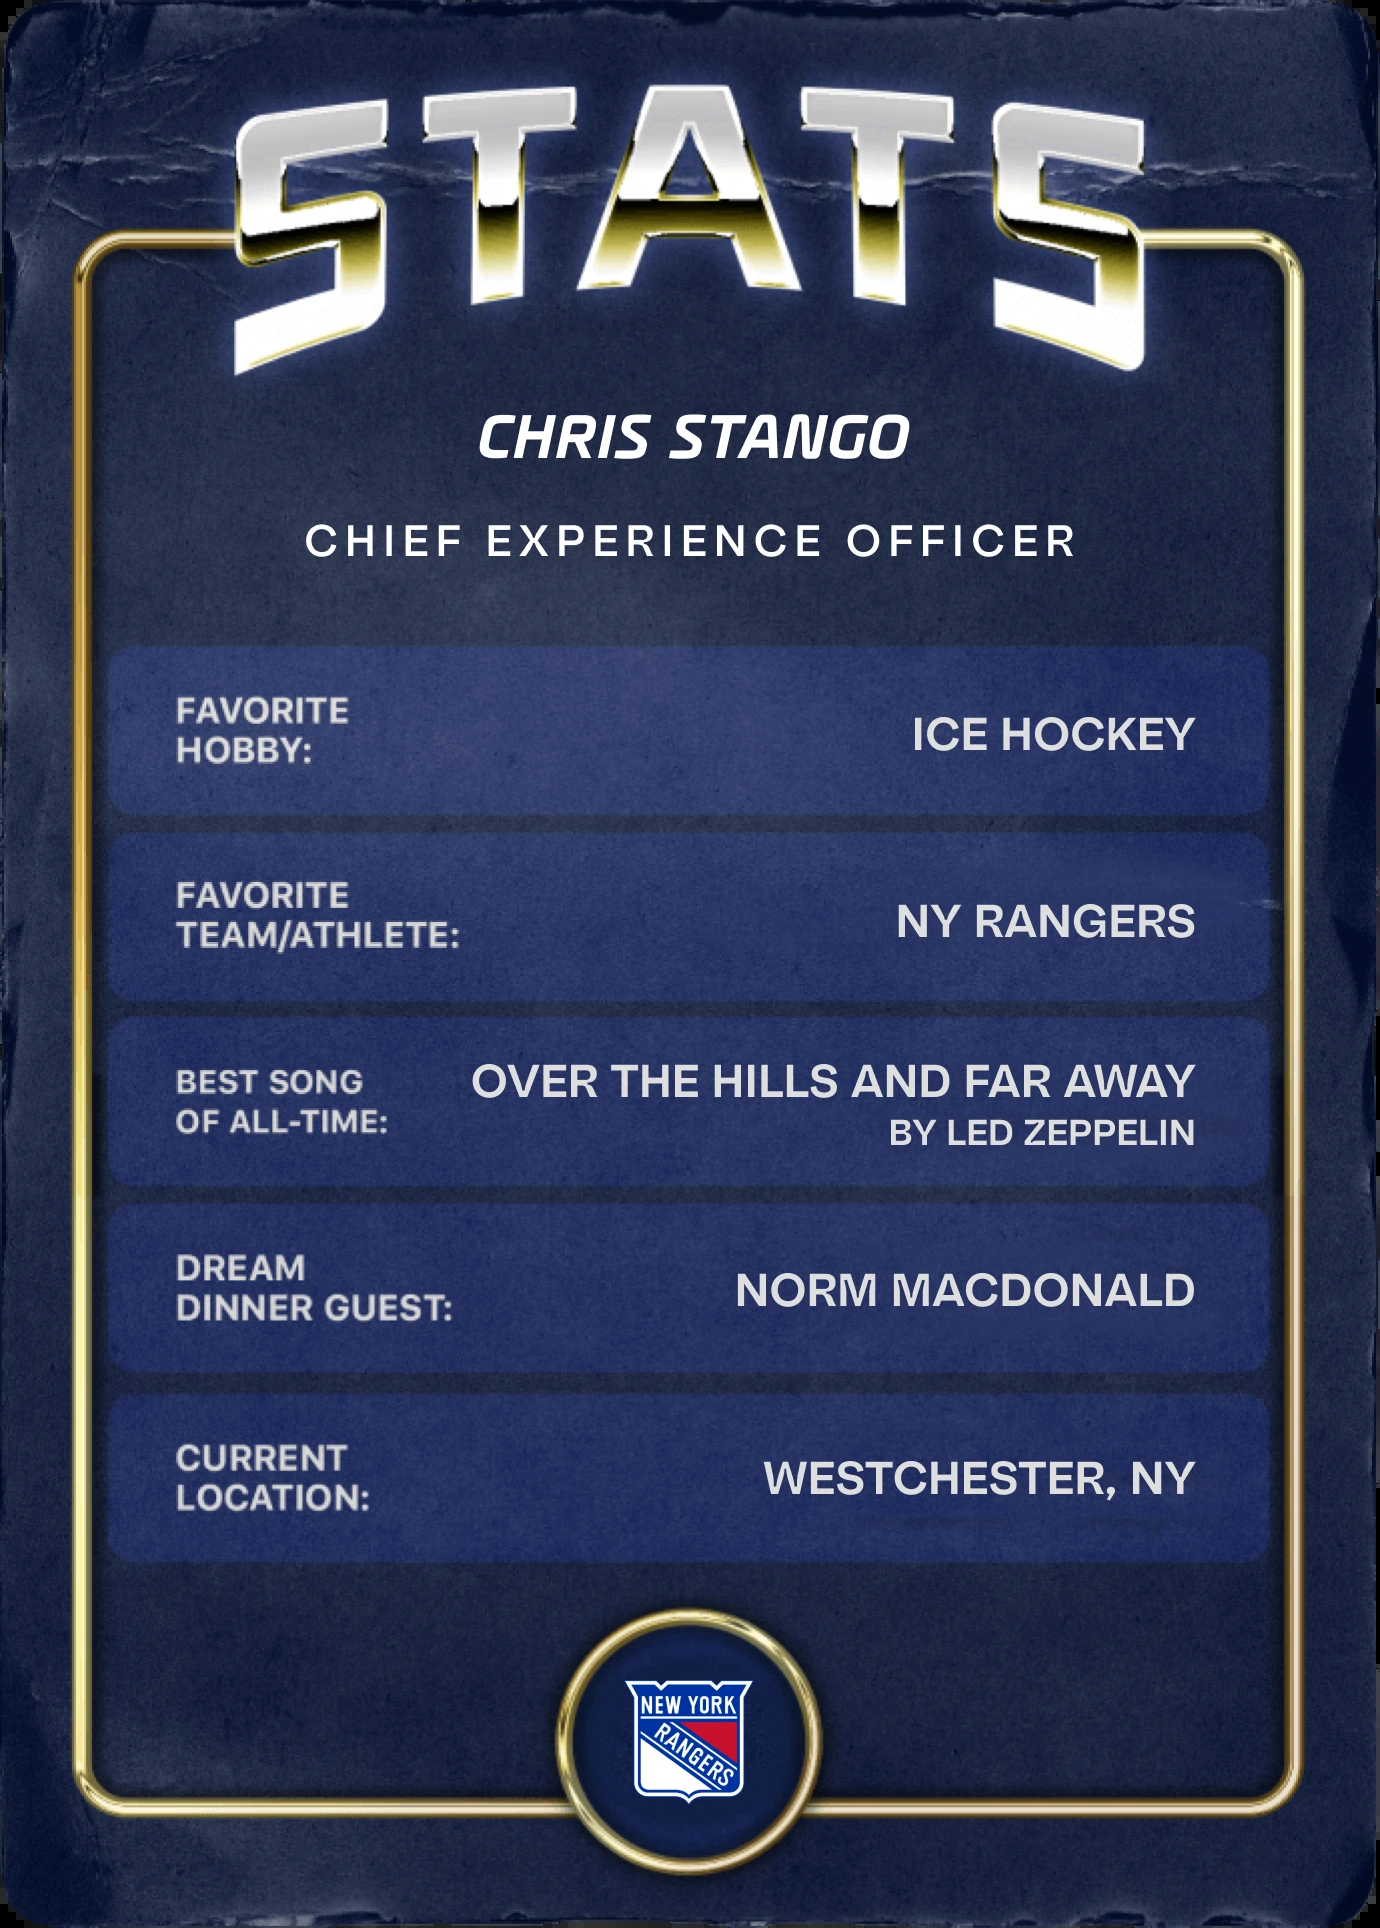 STATS
CHRIS STANGO
CHIEF EXPERIENCE OFFICER
FAVORITE
HOBBY:
ICE HOCKEY
FAVORITE
TEAM/ATHLETE:
NY RANGERS
BEST SONG
OF ALL-TIME:
OVER THE HILLS AND FAR AWAY
BY LED ZEPPELIN
DREAM
DINNER GUEST:
NORM MACDONALD
CURRENT
LOCATION:
WESTCHESTER, NY
NEW YORK
RANGERS